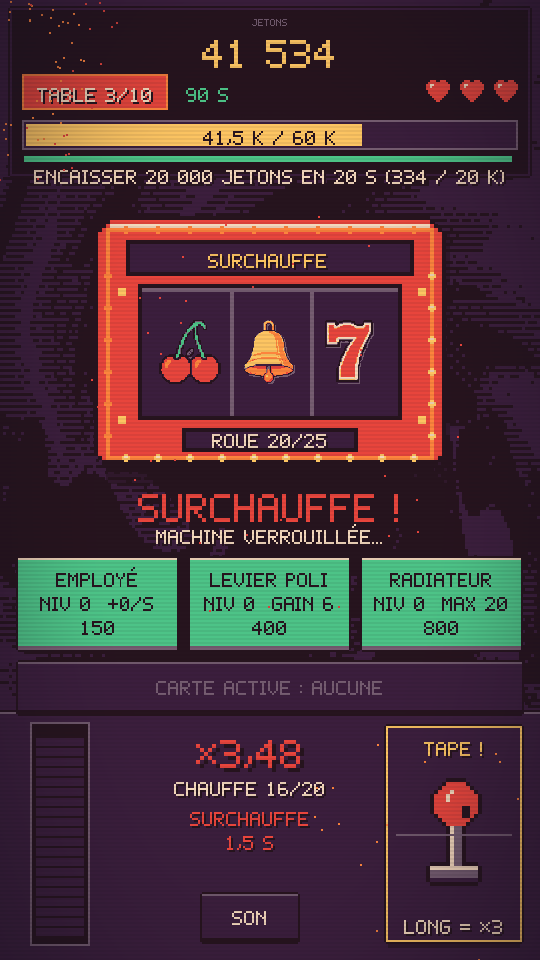 JETONS
41 534
TABLE 3/10
90 S
41,5 K / 60 K
ENCAISSER 20 000 JETONS EN 20 S (334 / 20 K)
SURCHAUFFE
7
ROUE 20/25
SURCHAUFFE !
MACHINE VERROUILLÉE...
EMPLOYÉ
NIV 0 +0/S
150
LEVIER POLI
NIV 0 GAIN 6
400
RADIATEUR
NIV 0 MAX 20
800
CARTE ACTIVE : AUCUNE
×3,48
CHAUFFE 16/20
SURCHAUFFE
1,5 S
SON
TAPE !
LONG = ×3